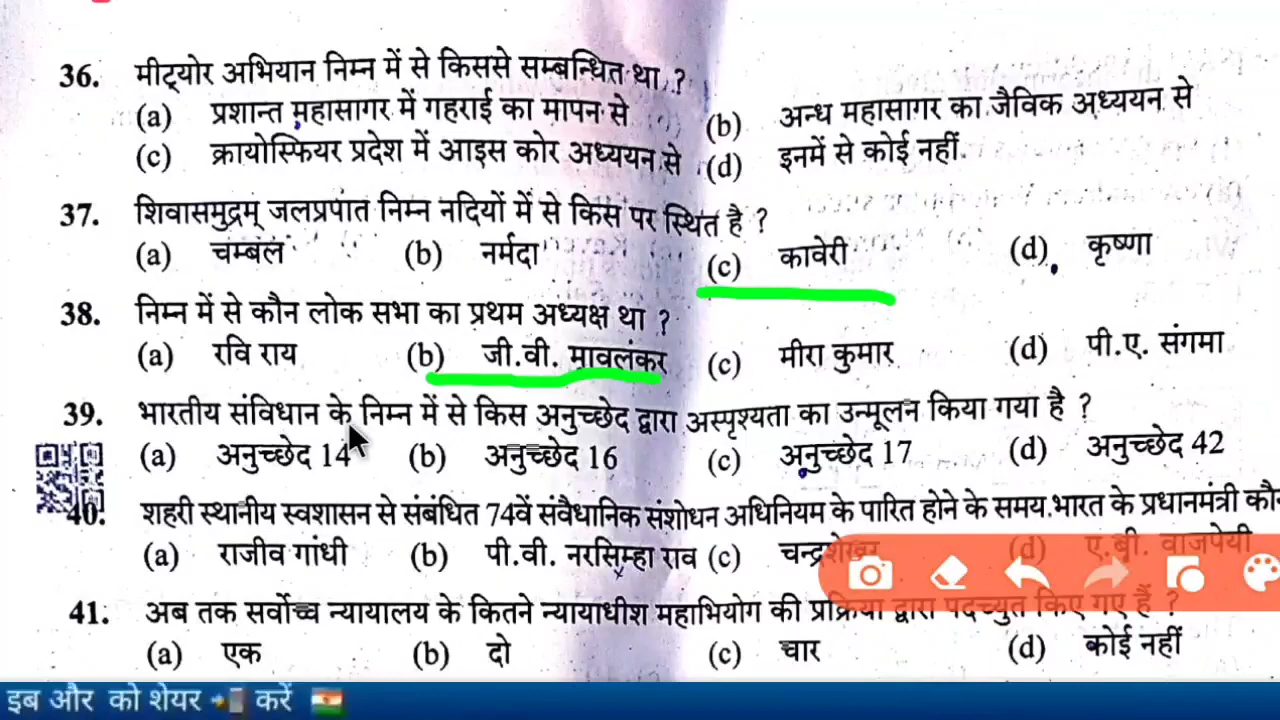 36. मीट्योर अभियान निम्न में से किससे सम्बन्धित था ?
(a) प्रशान्त महासागर में गहराई का मापन से (b) अन्ध महासागर का जैविक अध्ययन से
(c) क्रायोस्फियर प्रदेश में आइस कोर अध्ययन से (d) इनमें से कोई नहीं.
37. शिवासमुद्रम् जलप्रपात निम्न नदियों में से किस पर स्थित है ?
(a) चम्बल (b) नर्मदा (c) कावेरी (d) कृष्णा
38. निम्न में से कौन लोक सभा का प्रथम अध्यक्ष था ?
(a) रवि राय (b) जी.वी. मावलंकर (c) मीरा कुमार (d) पी.ए. संगमा
39. भारतीय संविधान के निम्न में से किस अनुच्छेद द्वारा अस्पृश्यता का उन्मूलन किया गया है ?
(a) अनुच्छेद 14 (b) अनुच्छेद 16 (c) अनुच्छेद 17 (d) अनुच्छेद 42
40. शहरी स्थानीय स्वशासन से संबंधित 74वें संवैधानिक संशोधन अधिनियम के पारित होने के समय भारत के प्रधानमंत्री कौन
(a) राजीव गांधी (b) पी.वी. नरसिम्हा राव (c) चन्द्रशेखर (d) ए.बी. वाजपेयी
41. अब तक सर्वोच्च न्यायालय के कितने न्यायाधीश महाभियोग की प्रक्रिया द्वारा पदच्युत किए गए हैं ?
(a) एक (b) दो (c) चार (d) कोई नहीं
इब और को शेयर करें